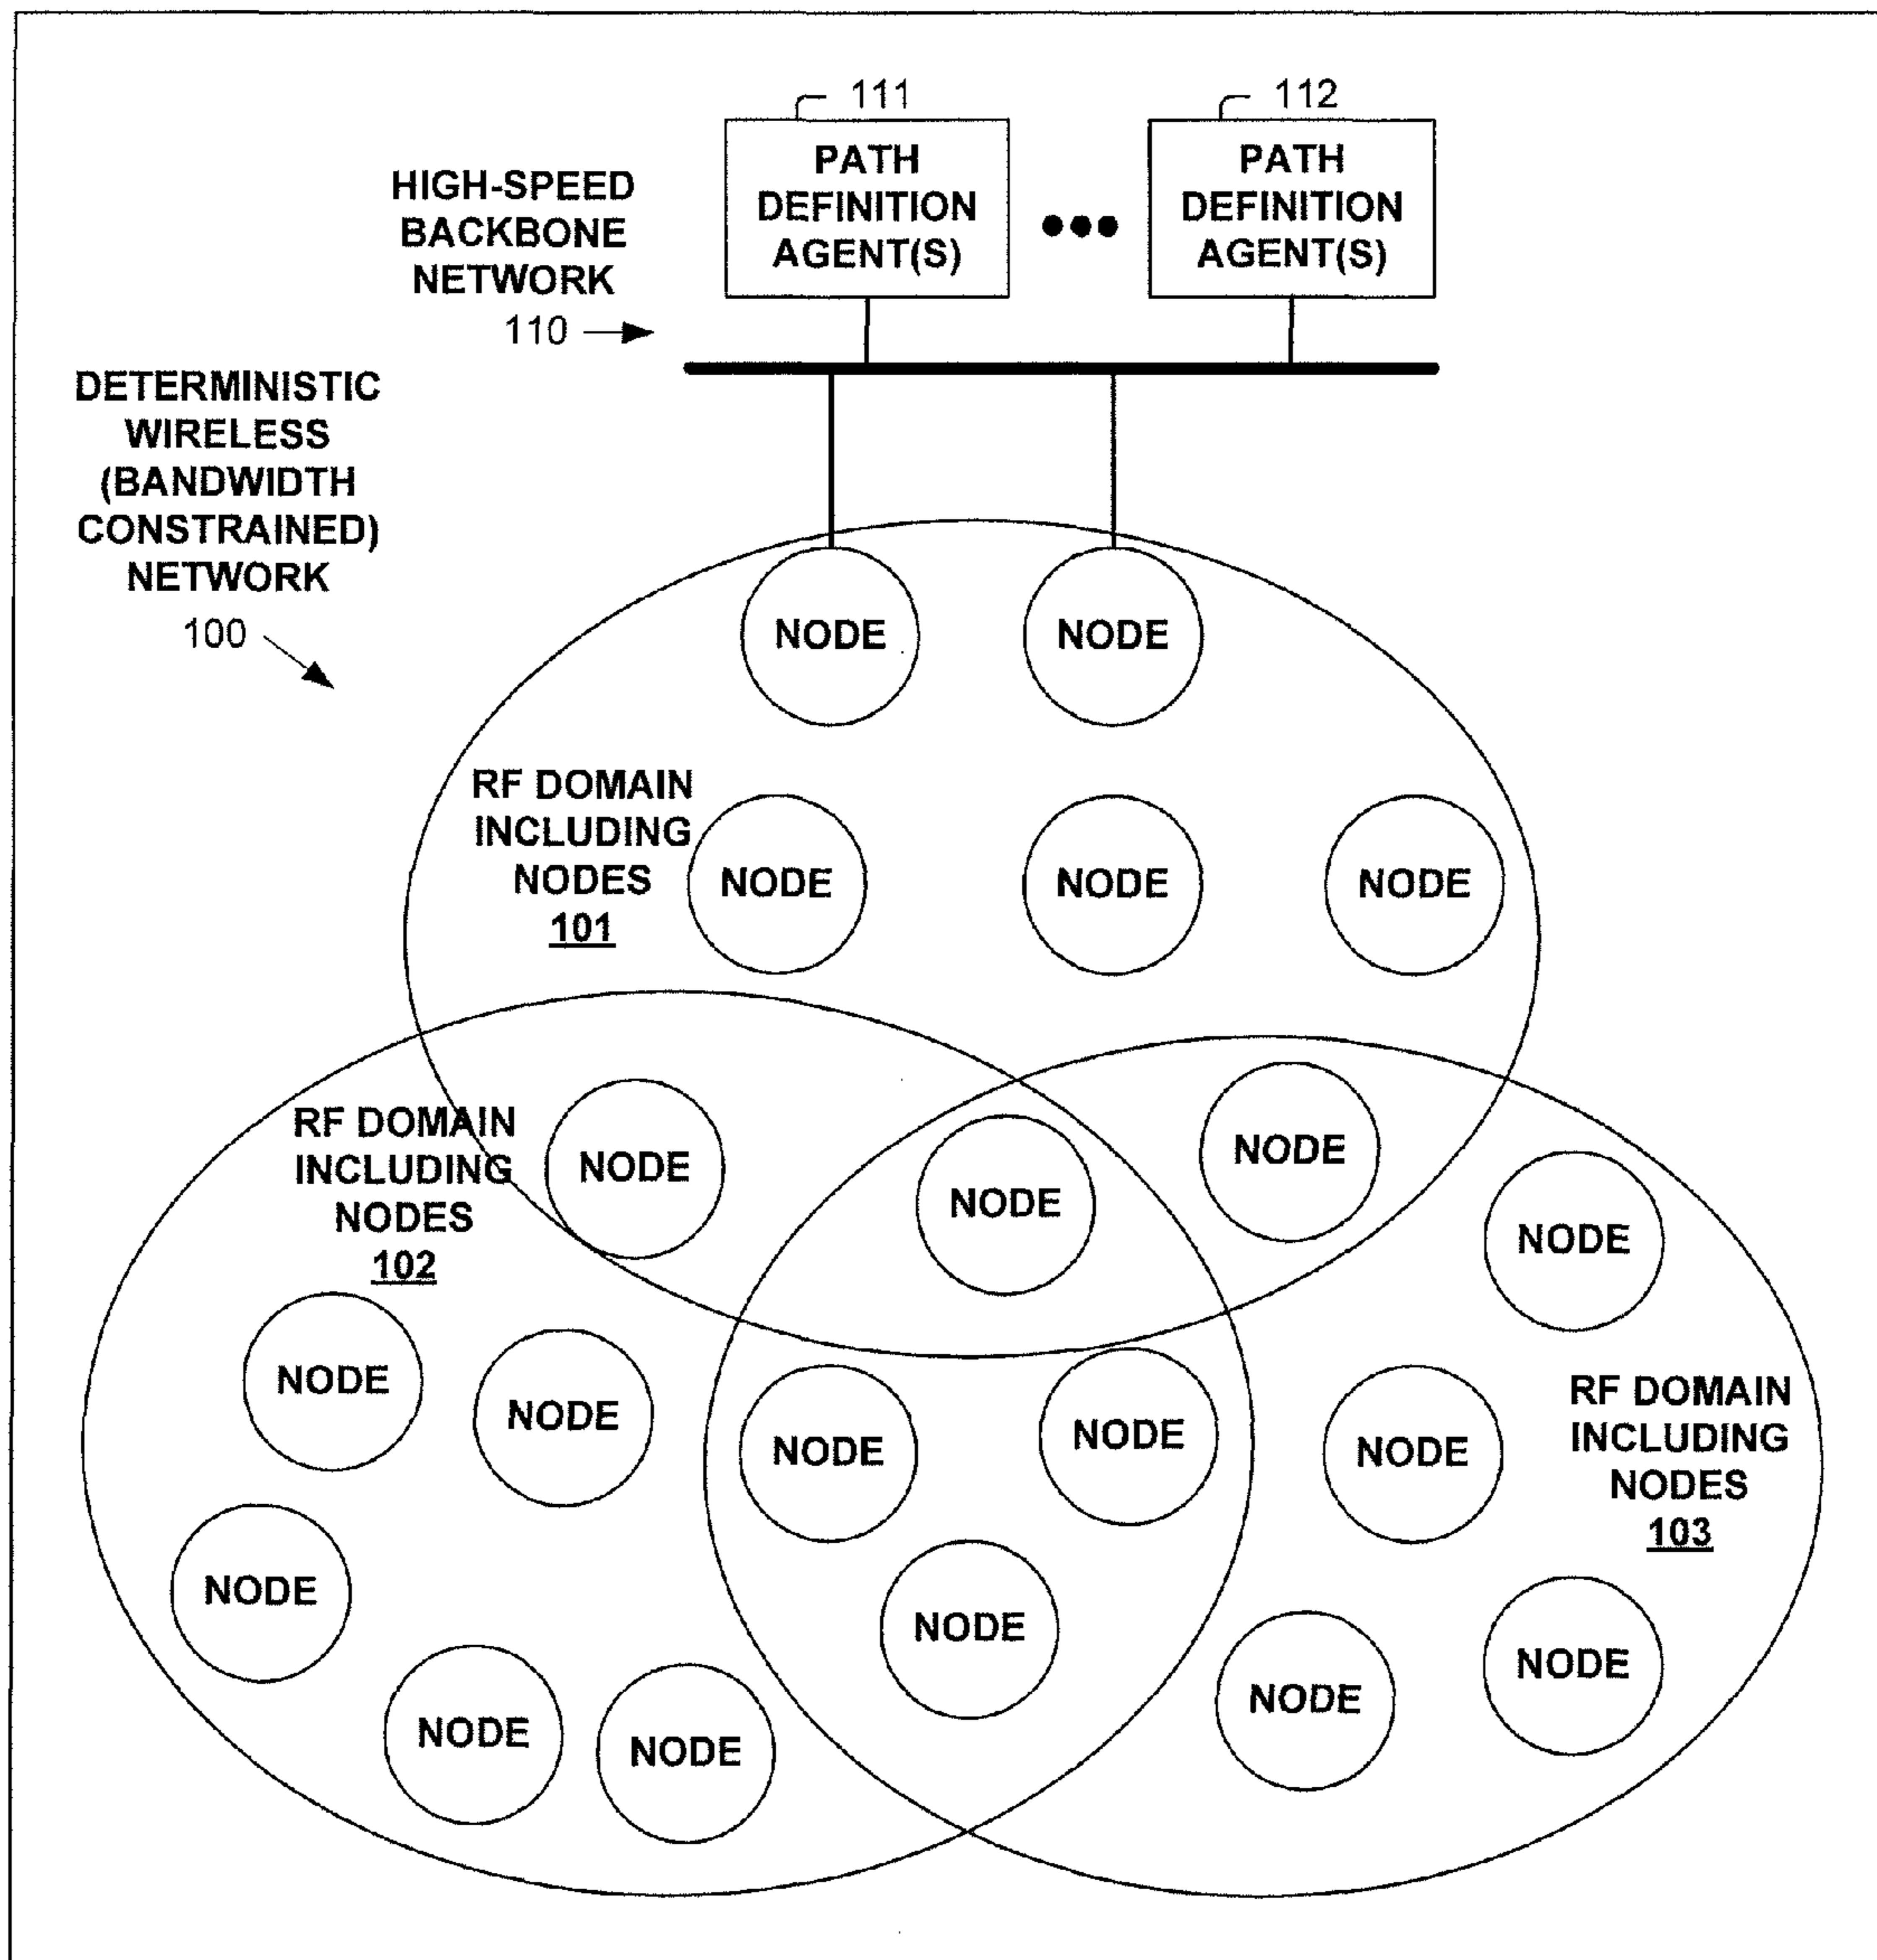 111
112
PATH
DEFINITION
AGENT(S)
PATH
DEFINITION
AGENT(S)
HIGH-SPEED
BACKBONE
NETWORK
110
DETERMINISTIC
WIRELESS
(BANDWIDTH
CONSTRAINED)
NETWORK
100
NODE
NODE
RF DOMAIN
INCLUDING
NODES
101
NODE
NODE
NODE
RF DOMAIN
INCLUDING
NODES
102
NODE
NODE
NODE
NODE
NODE
NODE
NODE
NODE
NODE
RF DOMAIN
INCLUDING
NODES
103
NODE
NODE
NODE
NODE
NODE
NODE
NODE